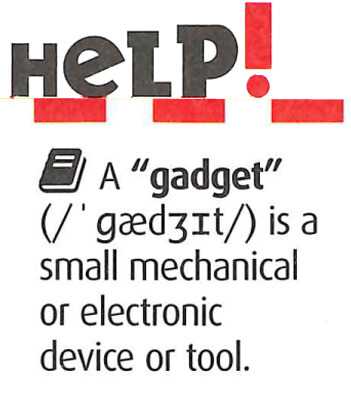 HeLP!
A “gadget”
(/ˈgædʒɪt/) is a
small mechanical
or electronic
device or tool.